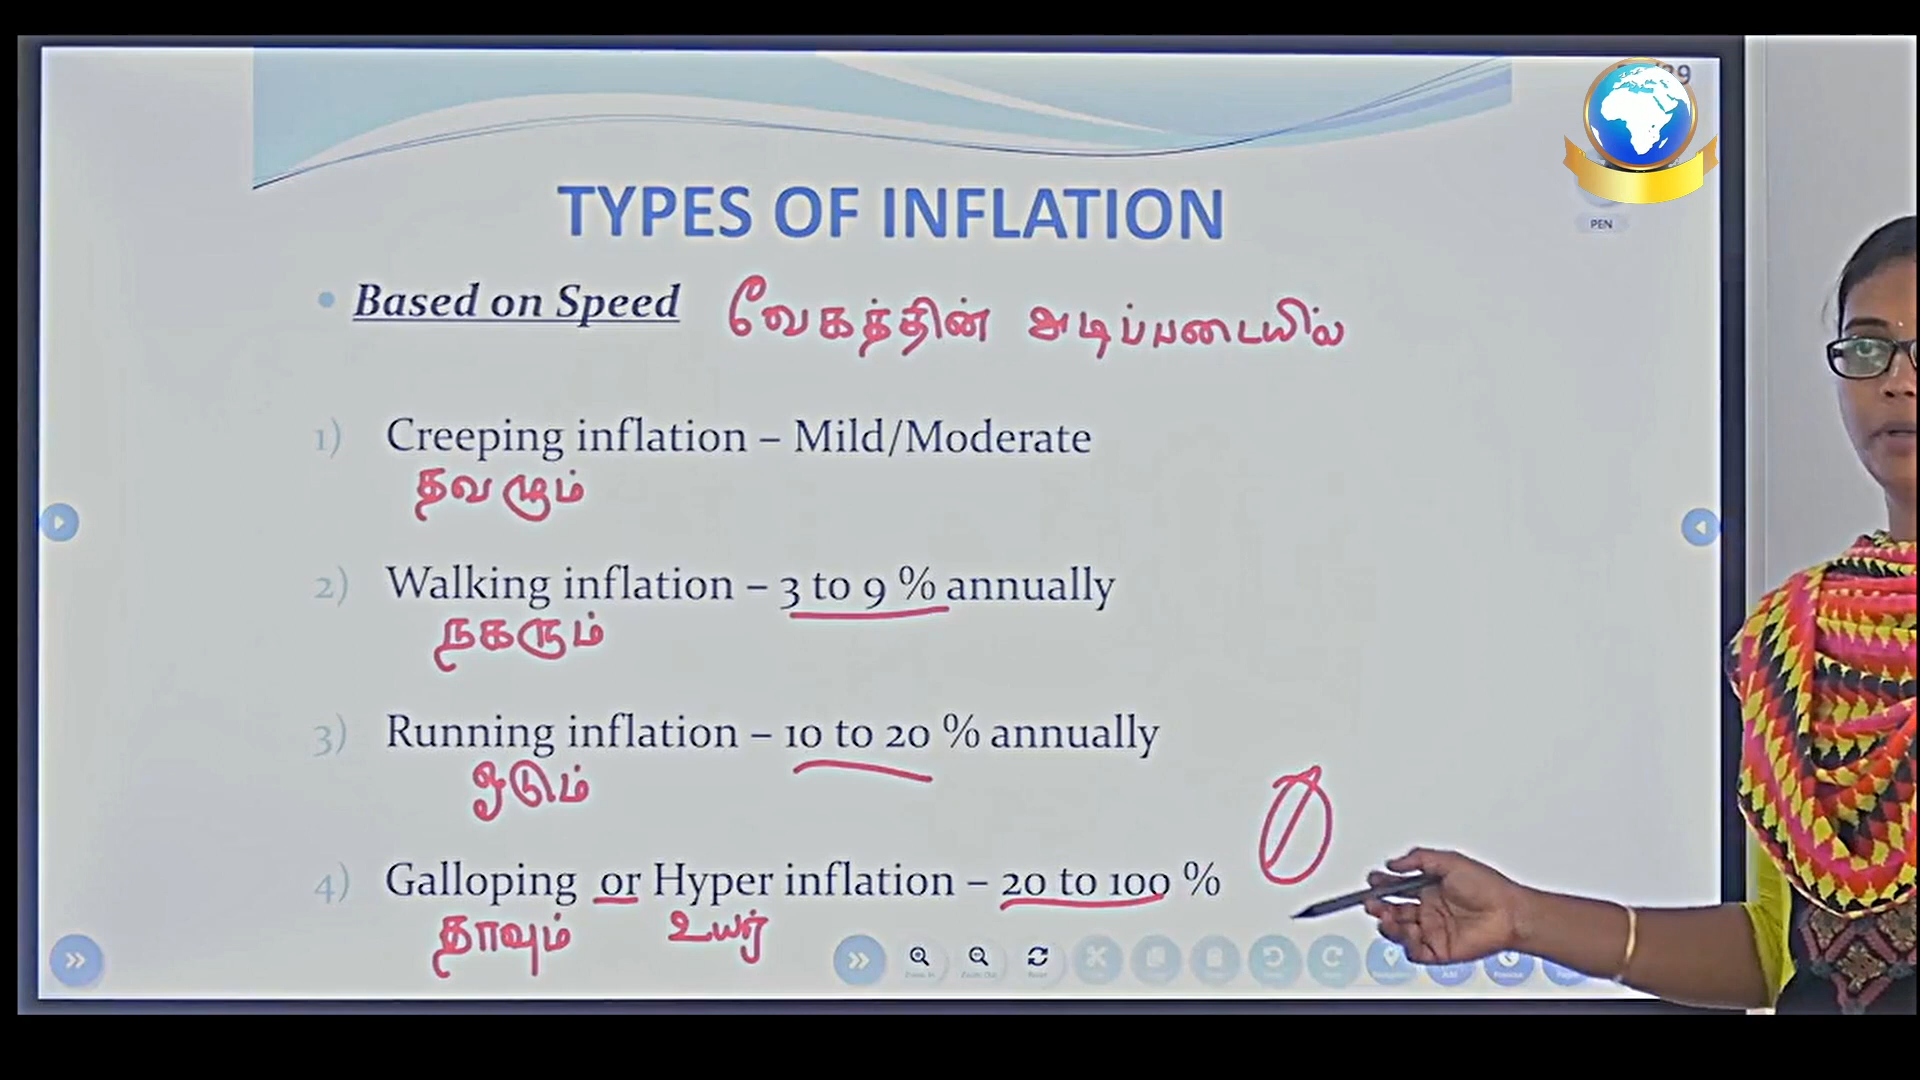 TYPES OF INFLATION
PEN
• Based on Speed வேகத்தின் அடிப்படையில்
1) Creeping inflation – Mild/Moderate
தவழும்
2) Walking inflation – 3 to 9 % annually
நகரும்
3) Running inflation – 10 to 20 % annually
ஓடும்
4) Galloping or Hyper inflation – 20 to 100 %
தாவும் உயர்